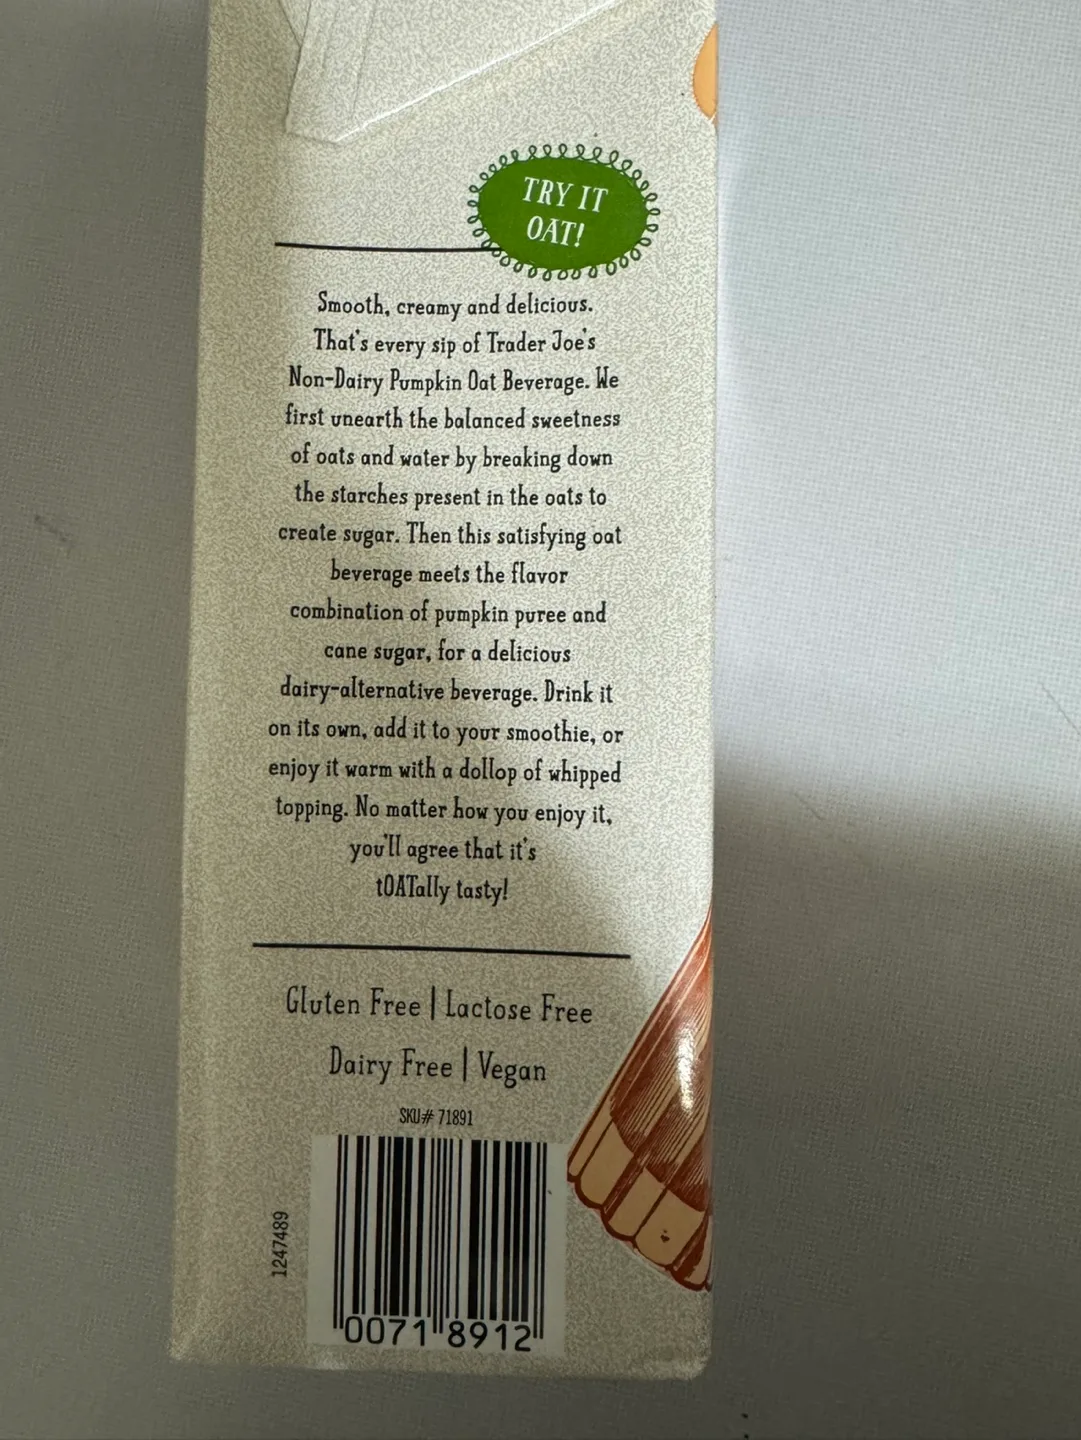 TRY IT
OAT!
Smooth, creamy and delicious.
That's every sip of Trader Joe's
Non-Dairy Pumpkin Oat Beverage. We
first unearth the balanced sweetness
of oats and water by breaking down
the starches present in the oats to
create sugar. Then this satisfying oat
beverage meets the flavor
combination of pumpkin puree and
cane sugar, for a delicious
dairy-alternative beverage. Drink it
on its own, add it to your smoothie, or
enjoy it warm with a dollop of whipped
topping. No matter how you enjoy it,
you'll agree that it's
tOATally tasty!
Gluten Free | Lactose Free
Dairy Free | Vegan
SKU# 71891
1247489
0071 8912